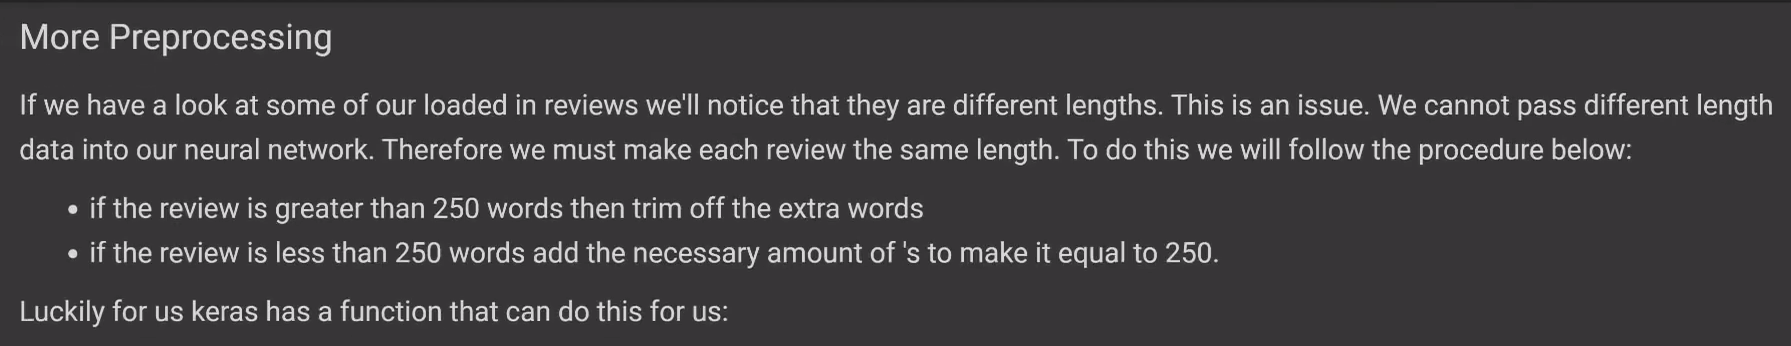 More Preprocessing
If we have a look at some of our loaded in reviews we'll notice that they are different lengths. This is an issue. We cannot pass different length
data into our neural network. Therefore we must make each review the same length. To do this we will follow the procedure below:
• if the review is greater than 250 words then trim off the extra words
• if the review is less than 250 words add the necessary amount of 's to make it equal to 250.
Luckily for us keras has a function that can do this for us: